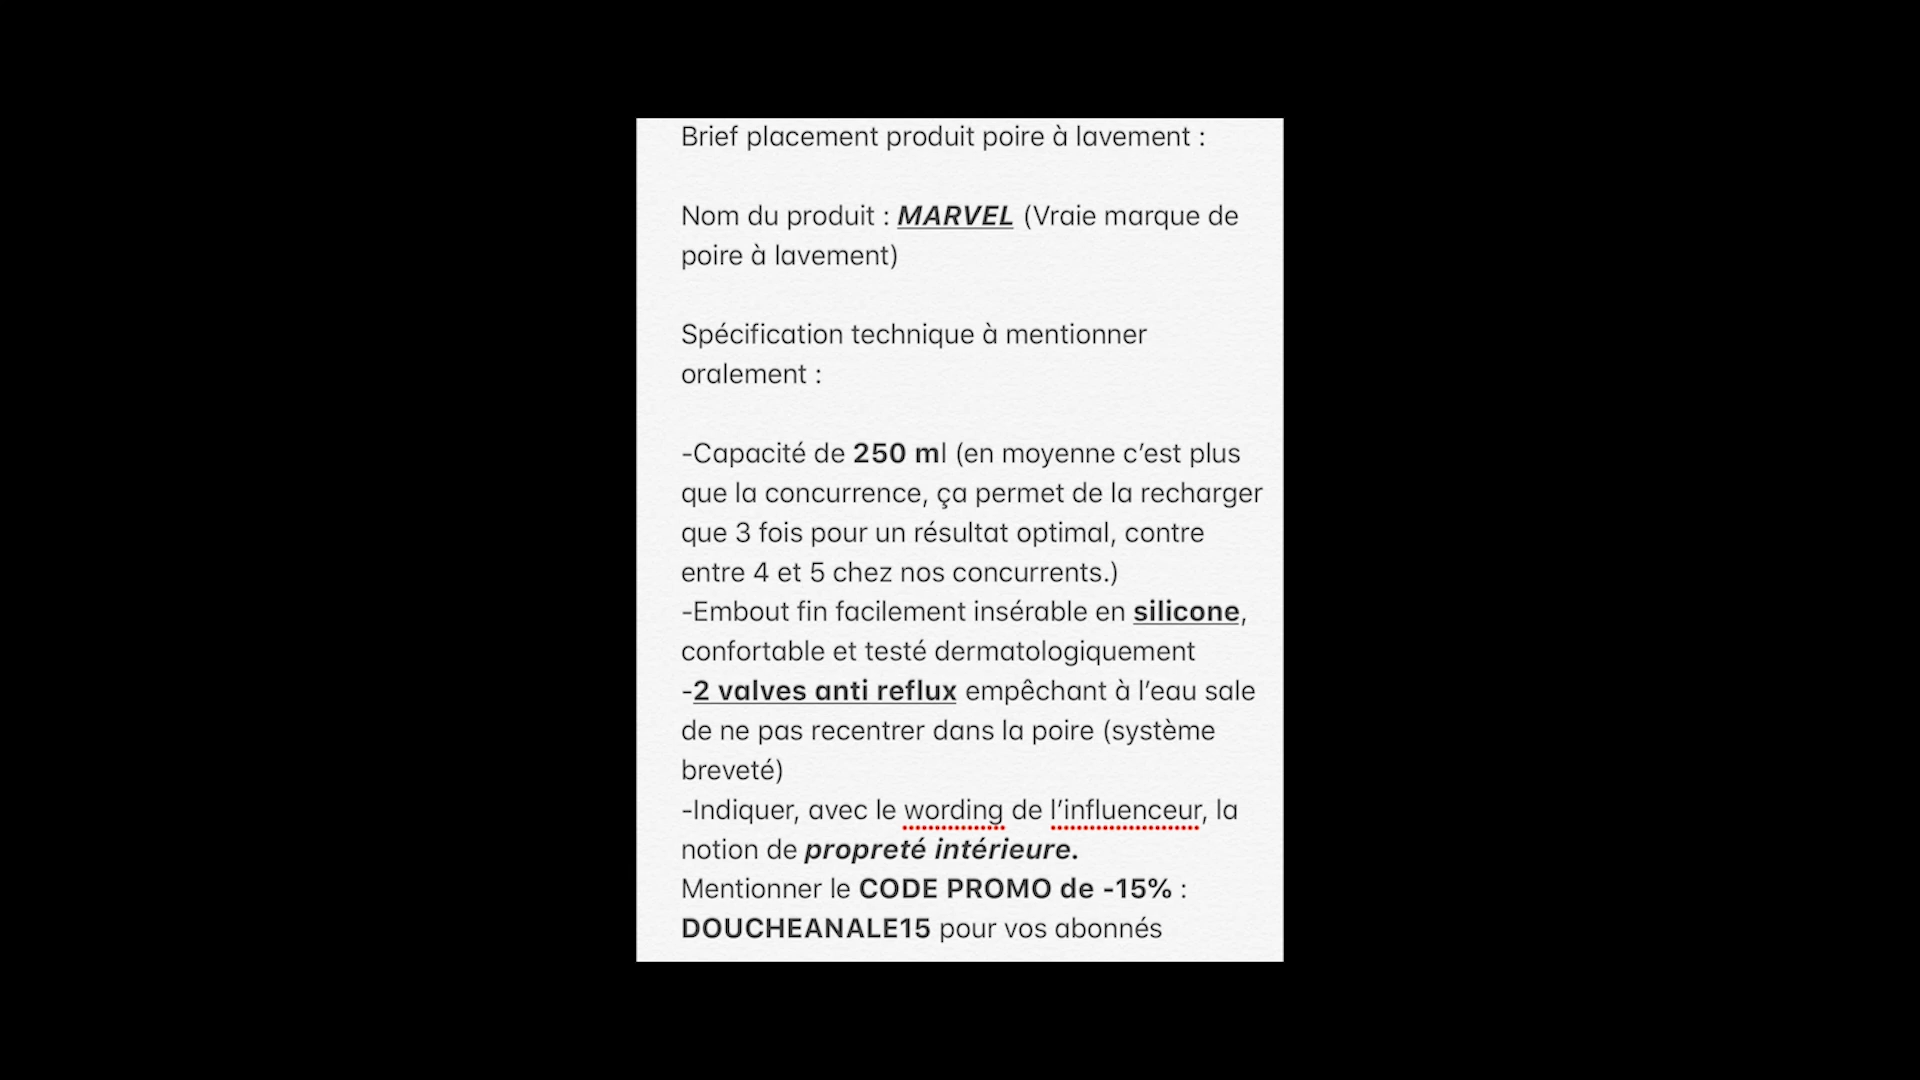 Brief placement produit poire à lavement :
Nom du produit : MARVEL (Vraie marque de
poire à lavement)
Spécification technique à mentionner
oralement :
-Capacité de 250 ml (en moyenne c’est plus
que la concurrence, ça permet de la recharger
que 3 fois pour un résultat optimal, contre
entre 4 et 5 chez nos concurrents.)
-Embout fin facilement insérable en silicone,
confortable et testé dermatologiquement
-2 valves anti reflux empêchant à l’eau sale
de ne pas recentrer dans la poire (système
breveté)
-Indiquer, avec le wording de l’influenceur, la
notion de propreté intérieure.
Mentionner le CODE PROMO de -15% :
DOUCHEANALE15 pour vos abonnés